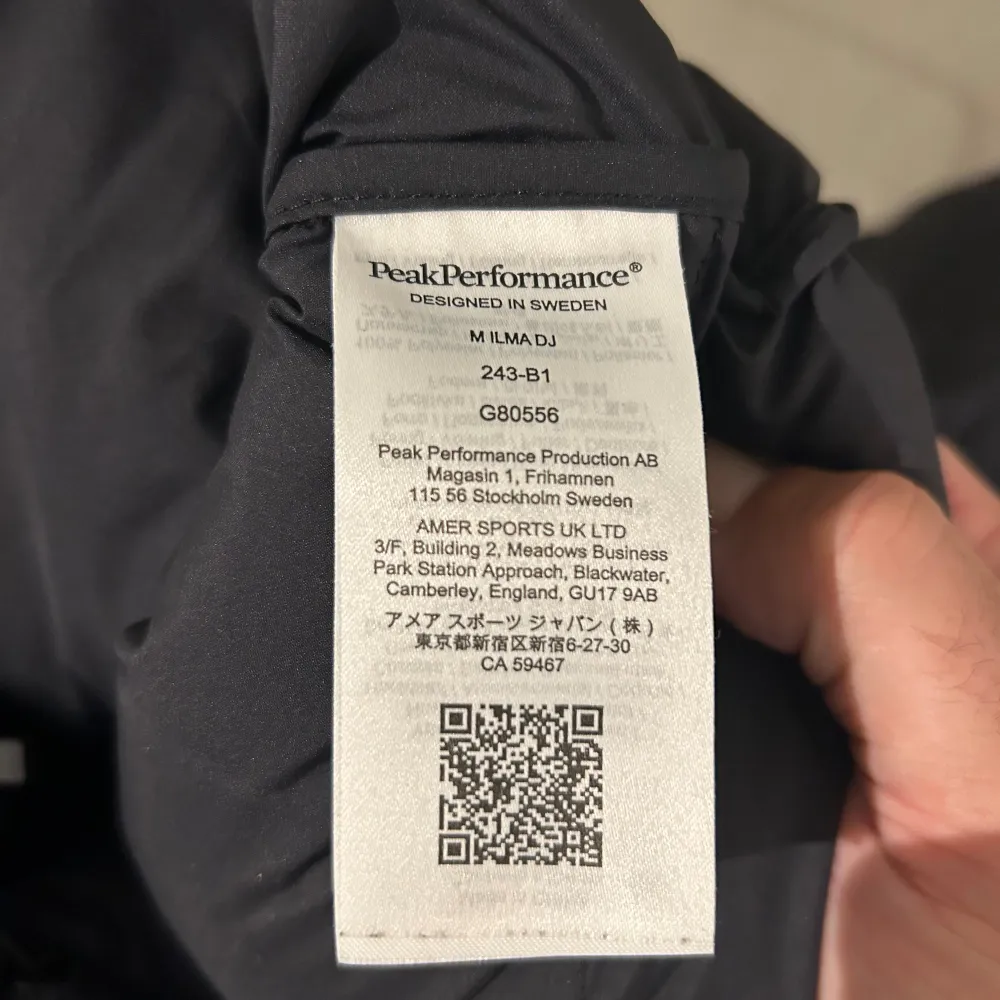 PeakPerformance®
DESIGNED IN SWEDEN
M ILMA DJ
243-B1
G80556
Peak Performance Production AB
Magasin 1, Frihamnen
115 56 Stockholm Sweden
AMER SPORTS UK LTD
3/F, Building 2, Meadows Business
Park Station Approach, Blackwater,
Camberley, England, GU17 9AB
アメア スポーツ ジャパン ( 株 )
東京都新宿区新宿6-27-30
CA 59467